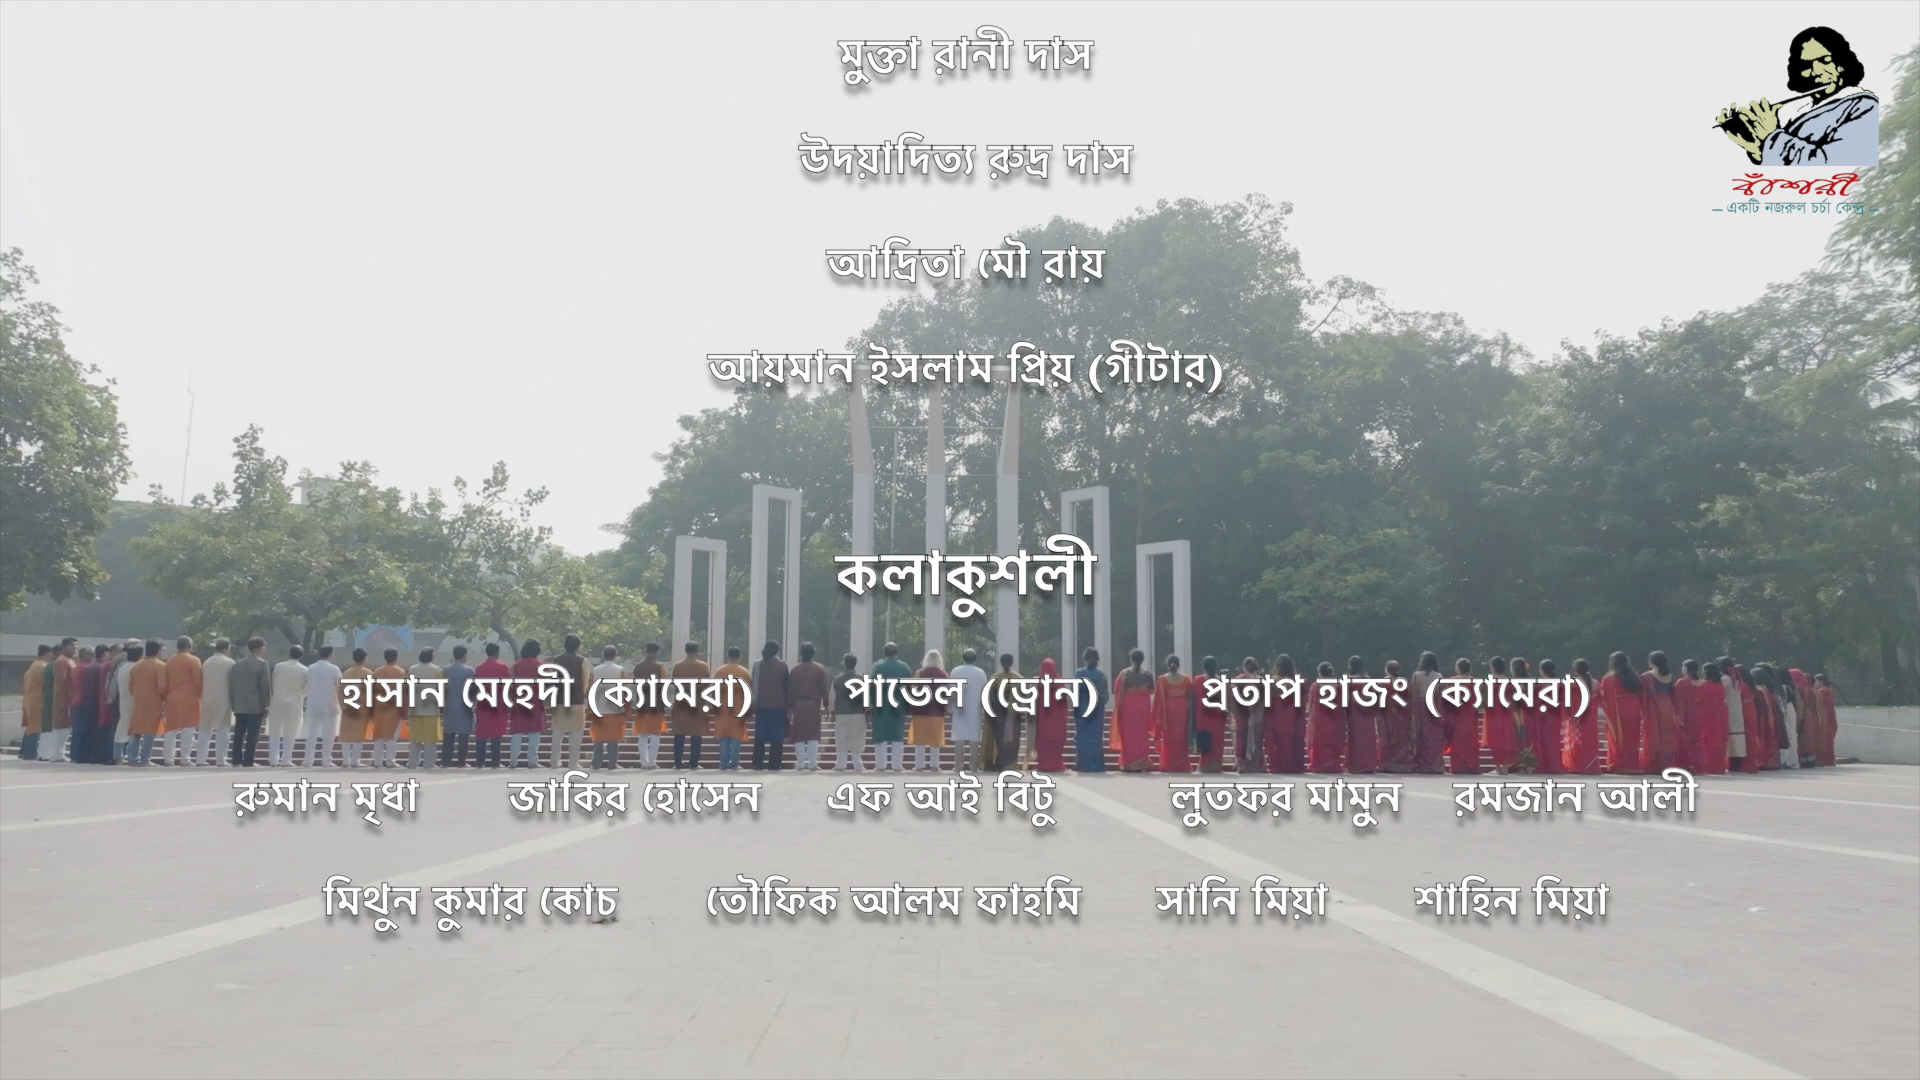 মুক্তা রানী দাস
উদয়াদিত্য রুদ্র দাস
আদ্রিতা মৌ রায়
আয়মান ইসলাম প্রিয় (গীটার)
কলাকুশলী
হাসান মেহেদী (ক্যামেরা) পাভেল (ড্রোন) প্রতাপ হাজং (ক্যামেরা)
রুমান মৃধা জাকির হোসেন এফ আই বিটু লুতফর মামুন রমজান আলী
মিথুন কুমার কোচ তৌফিক আলম ফাহমি সানি মিয়া শাহিন মিয়া
বাঁশরী
একটি নজরুল চর্চা কেন্দ্র